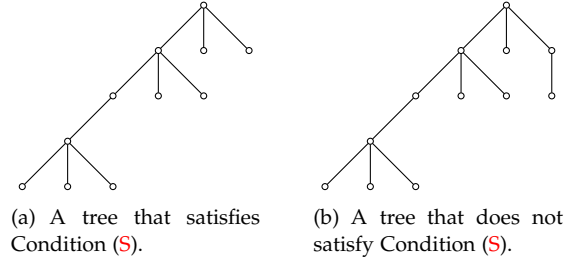 (a) A tree that satisfies
Condition (S).
(b) A tree that does not
satisfy Condition (S).